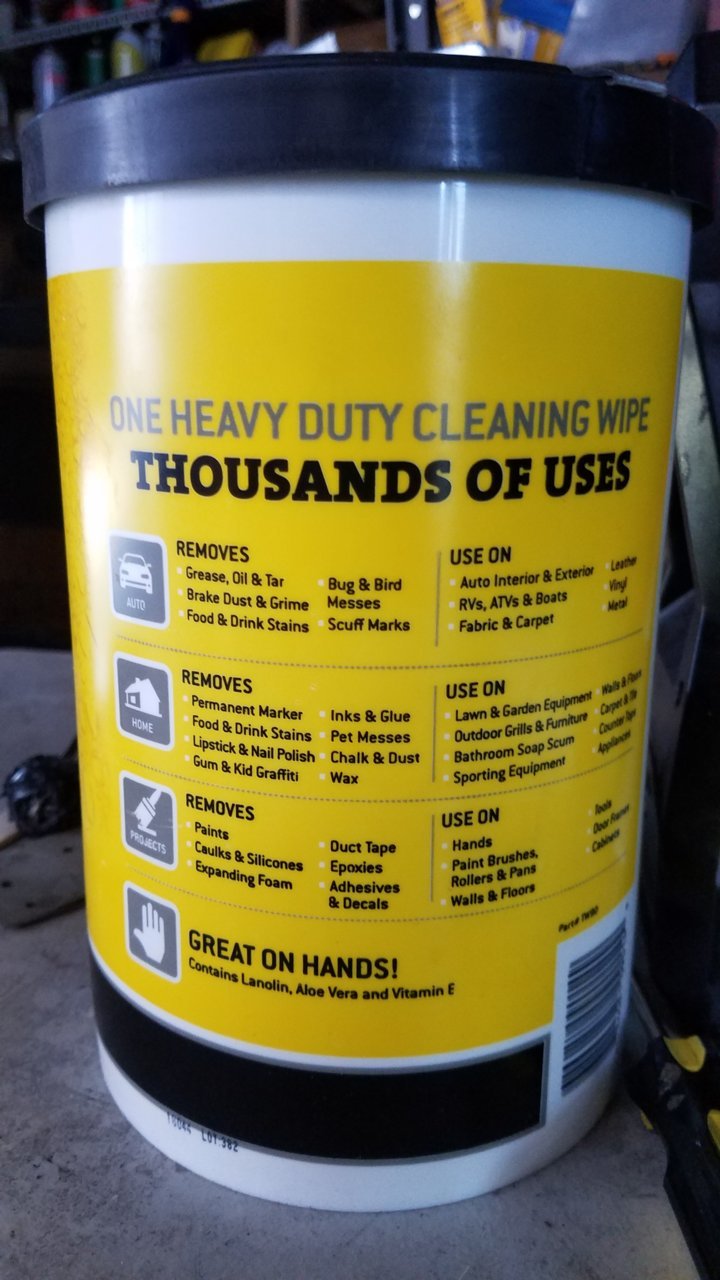 ONE HEAVY DUTY CLEANING WIPE
THOUSANDS OF USES
AUTO
REMOVES
Grease, Oil & Tar
Brake Dust & Grime
Food & Drink Stains
Bug & Bird
Messes
Scuff Marks
USE ON
Auto Interior & Exterior
RVs, ATVs & Boats
Fabric & Carpet
Leather
Vinyl
Metal
HOME
REMOVES
Permanent Marker
Food & Drink Stains
Lipstick & Nail Polish
Gum & Kid Graffiti
Inks & Glue
Pet Messes
Chalk & Dust
Wax
USE ON
Lawn & Garden Equipment
Outdoor Grills & Furniture
Bathroom Soap Scum
Sporting Equipment
Walls & Floors
Carpet & Tile
Counter Tops
Appliances
PROJECTS
REMOVES
Paints
Caulks & Silicones
Expanding Foam
Duct Tape
Epoxies
Adhesives
& Decals
USE ON
Hands
Paint Brushes,
Rollers & Pans
Walls & Floors
Tools
Door Frames
Cabinets
GREAT ON HANDS!
Contains Lanolin, Aloe Vera and Vitamin E
Part# TW90
LOT:382